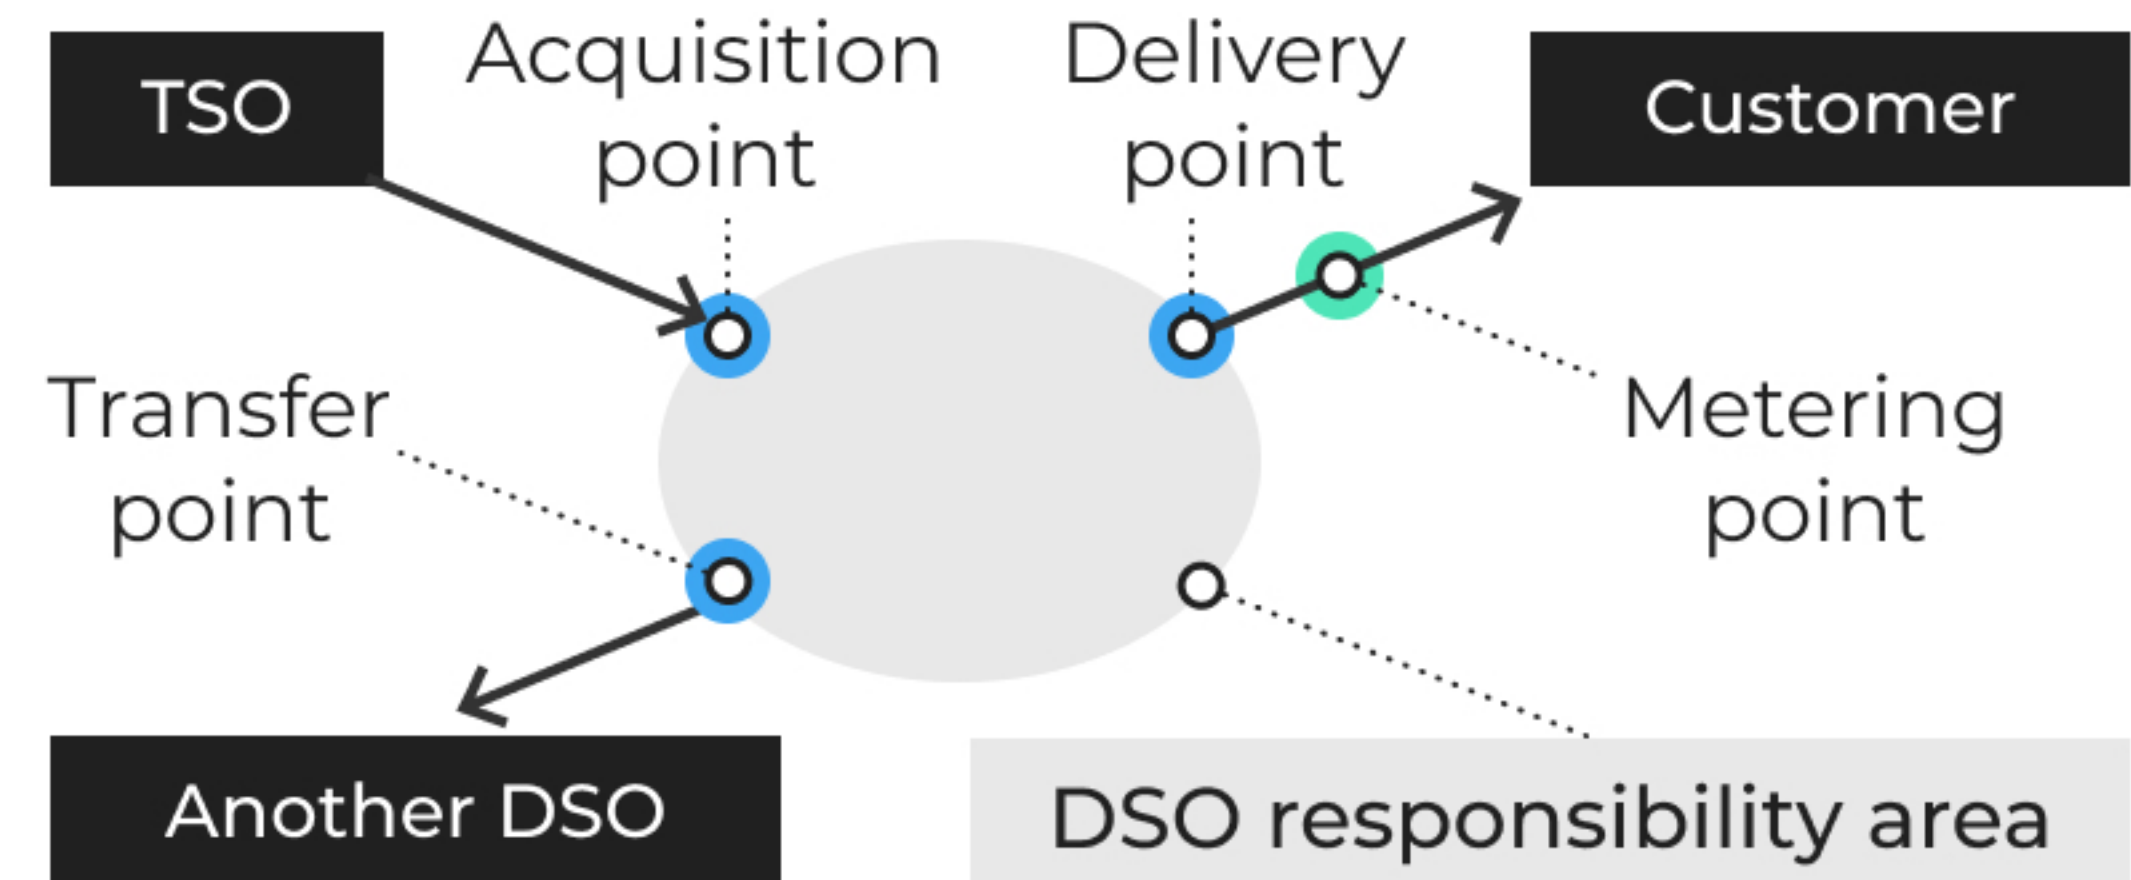 TSO
Acquisition
point
Delivery
point
Customer
Transfer
point
Metering
point
Another DSO
DSO responsibility area